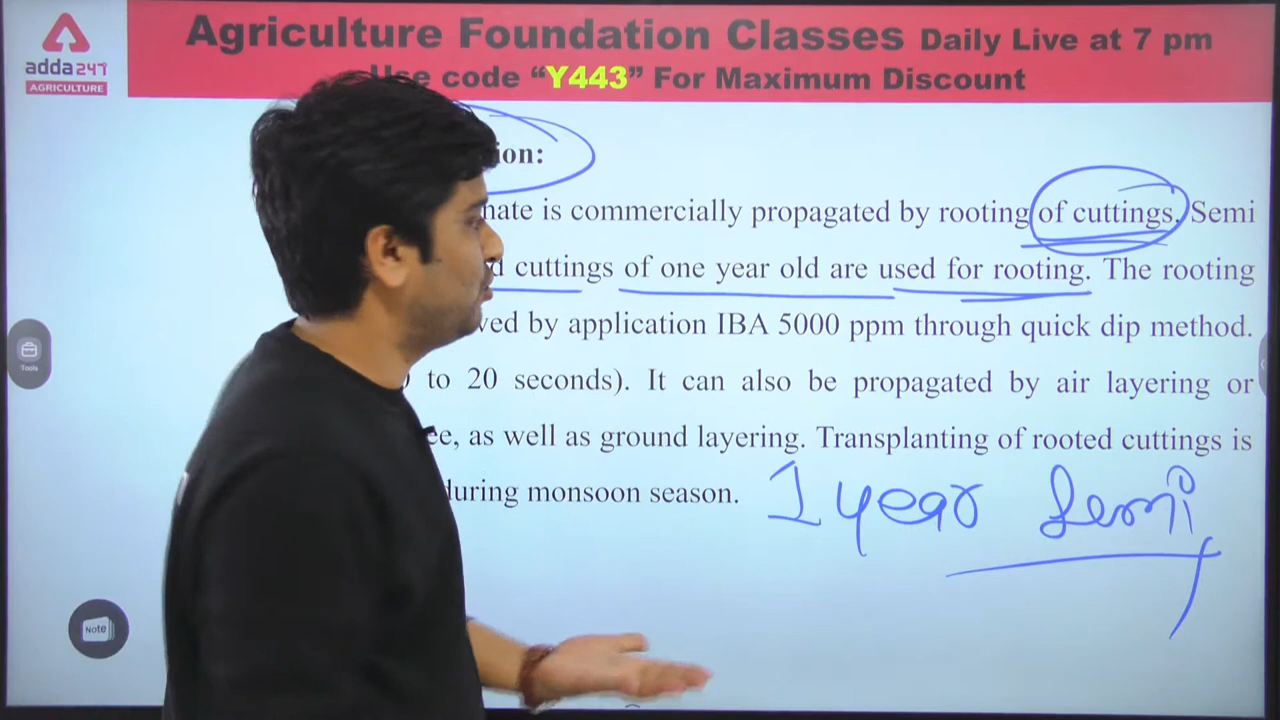 Agriculture Foundation Classes Daily Live at 7 pm
Use code “Y443” For Maximum Discount
adda247
AGRICULTURE
is commercially propagated by rooting of cuttings. Semi
cuttings of one year old are used for rooting. The rooting
by application IBA 5000 ppm through quick dip method.
to 20 seconds). It can also be propagated by air layering or
as well as ground layering. Transplanting of rooted cuttings is
during monsoon season.
1 year Semi
Tools
Note